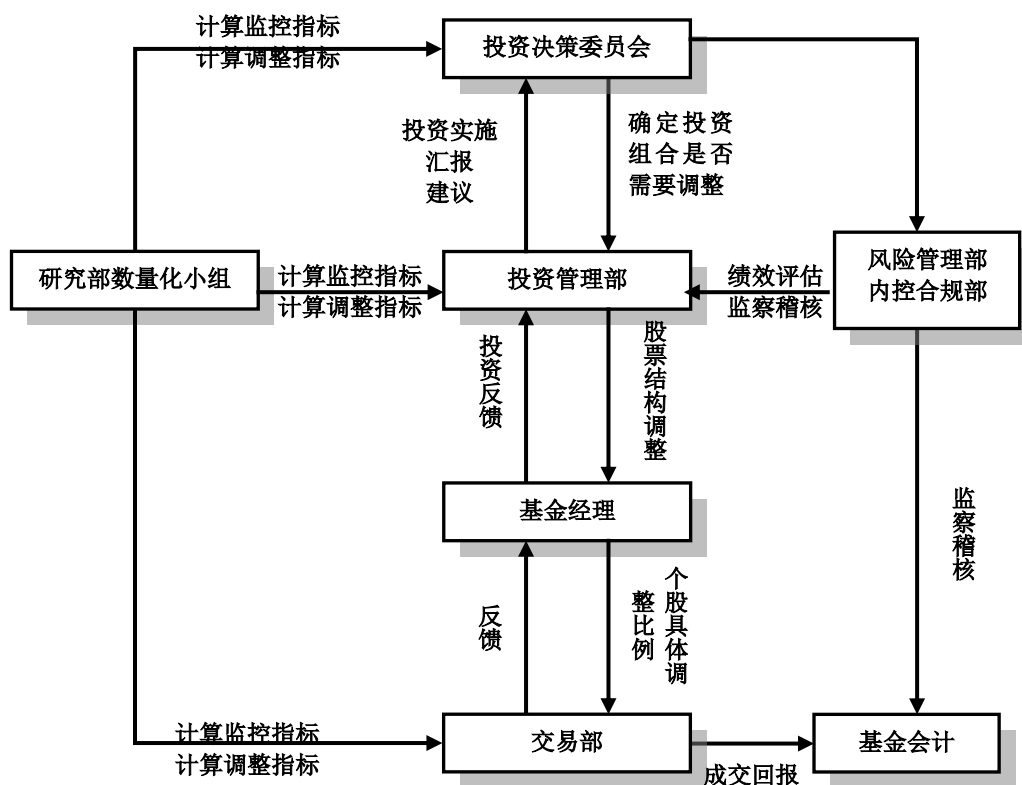 计算监控指标
计算调整指标
投资决策委员会
投资实施
汇报
建议
确定投资
组合是否
需要调整
研究部数量化小组
计算监控指标
计算调整指标
投资管理部
绩效评估
监察稽核
风险管理部
内控合规部
投资反馈
股票结构调整
基金经理
监察稽核
反馈
个股具体调
整比例
计算监控指标
计算调整指标
交易部
成交回报
基金会计